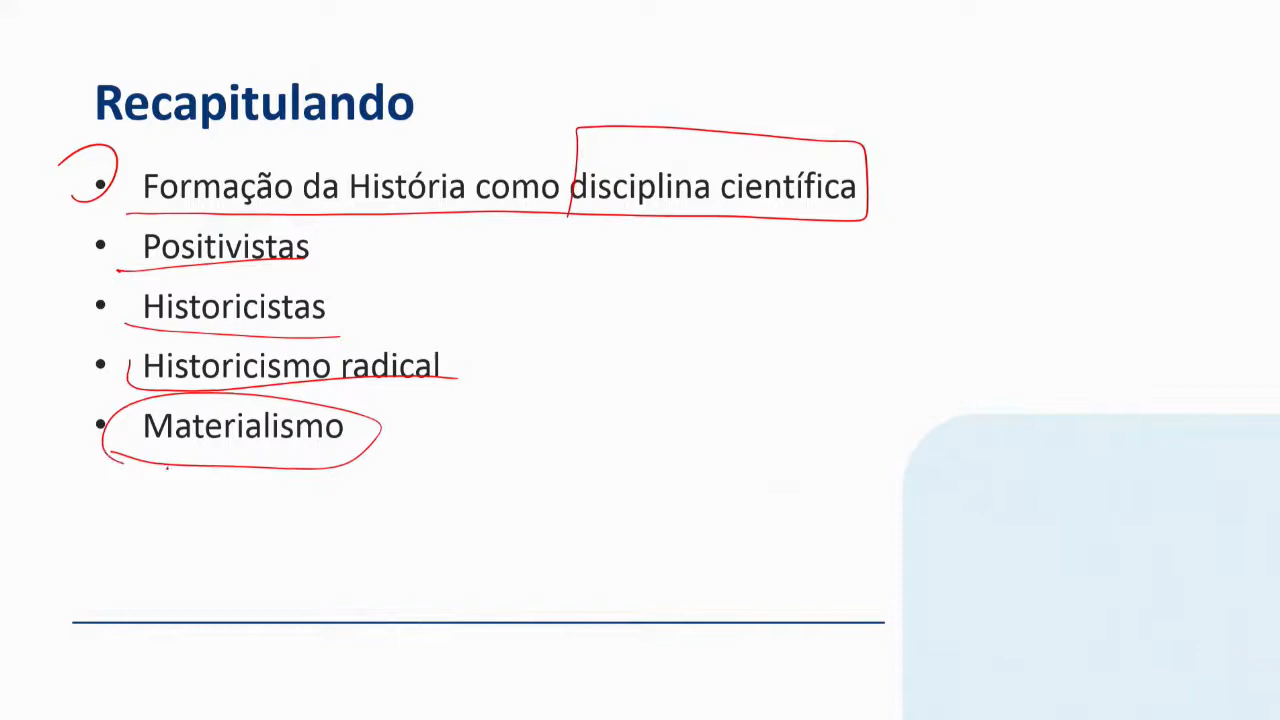 Recapitulando
• Formação da História como disciplina científica
• Positivistas
• Historicistas
• Historicismo radical
• Materialismo